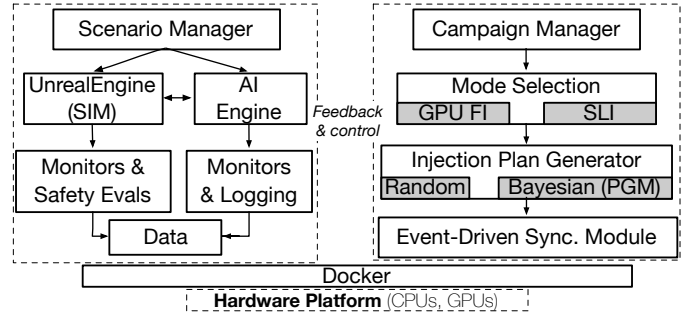 Scenario Manager
UnrealEngine
(SIM)
AI
Engine
Monitors &
Safety Evals
Monitors
& Logging
Data
Feedback
& control
Campaign Manager
Mode Selection
GPU FI
SLI
Injection Plan Generator
Random
Bayesian (PGM)
Event-Driven Sync. Module
Docker
Hardware Platform (CPUs, GPUs)